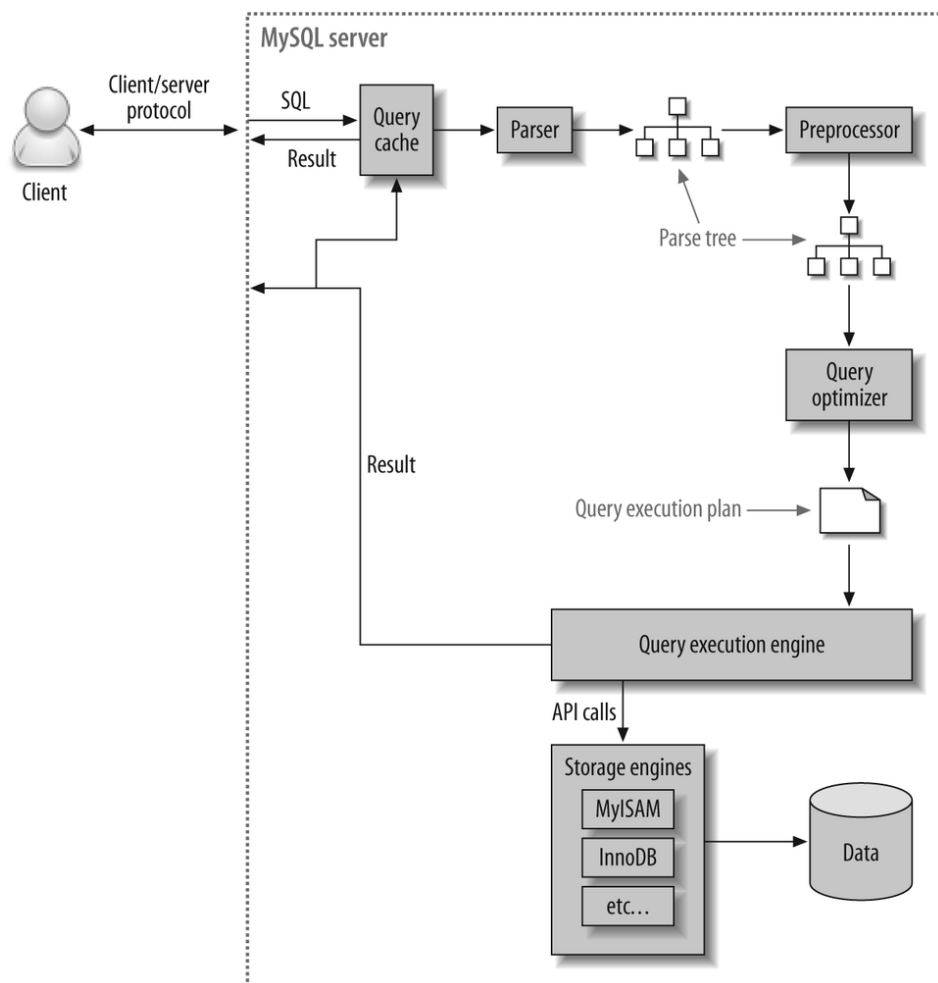 MySQL server
Client/server
protocol
Client
SQL
Result
Query
cache
Parser
Preprocessor
Parse tree
Query
optimizer
Result
Query execution plan
Query execution engine
API calls
Storage engines
MyISAM
InnoDB
etc…
Data